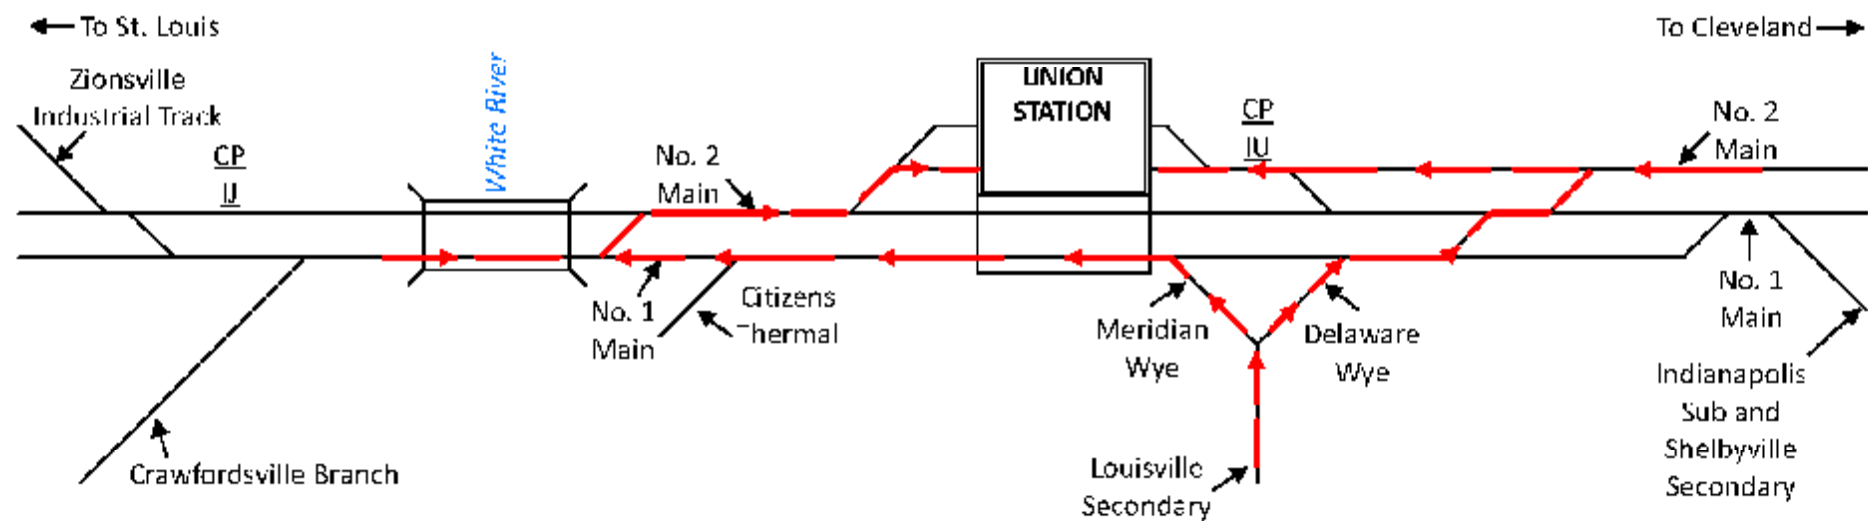 To St. Louis
To Cleveland
Zionsville
Industrial Track
CP
IJ
White River
No. 2
Main
UNION
STATION
CP
IU
No. 2
Main
No. 1
Main
Citizens
Thermal
Meridian
Wye
Delaware
Wye
No. 1
Main
Crawfordsville Branch
Louisville
Secondary
Indianapolis
Sub and
Shelbyville
Secondary